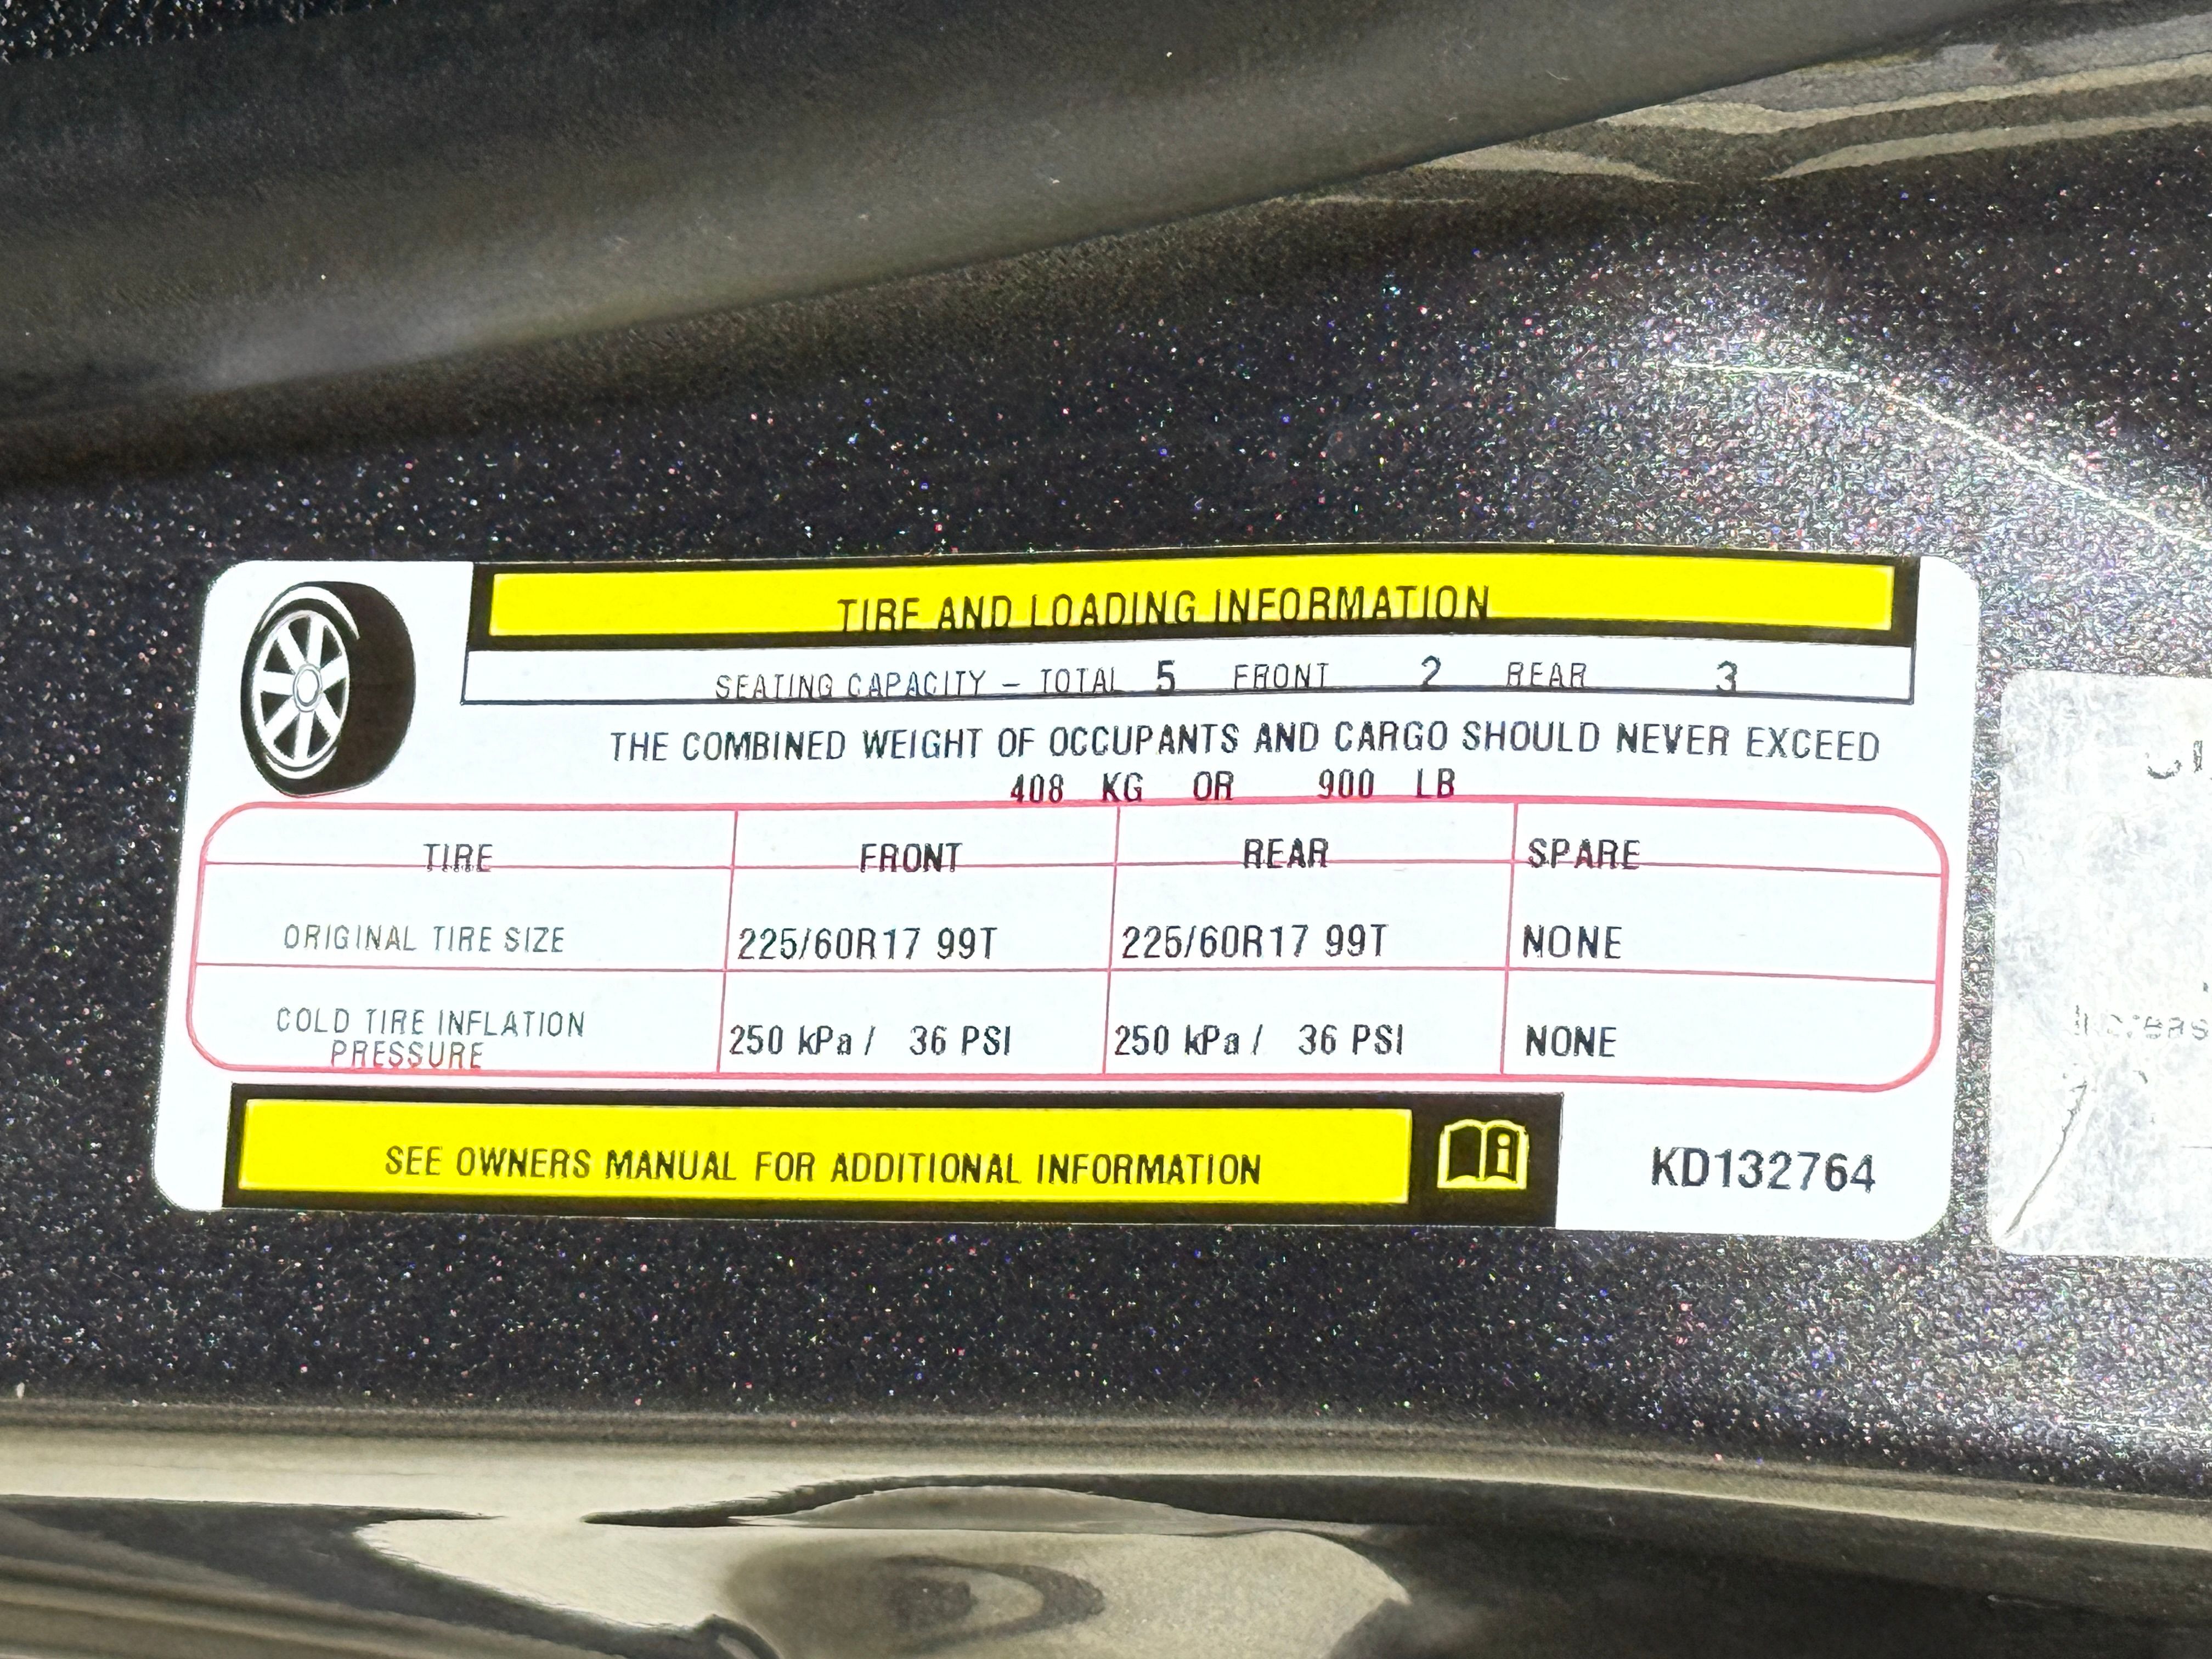 TIRE AND LOADING INFORMATION
SEATING CAPACITY – TOTAL 5 FRONT 2 REAR 3
THE COMBINED WEIGHT OF OCCUPANTS AND CARGO SHOULD NEVER EXCEED
408 KG OR 900 LB
TIRE FRONT REAR SPARE
ORIGINAL TIRE SIZE 225/60R17 99T 225/60R17 99T NONE
COLD TIRE INFLATION
PRESSURE 250 kPa / 36 PSI 250 kPa / 36 PSI NONE
SEE OWNERS MANUAL FOR ADDITIONAL INFORMATION i KD132764